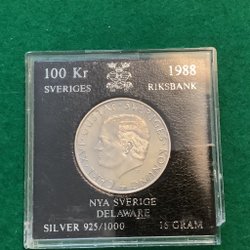 100 Kr 1988
SVERIGES RIKSBANK
NYA SVERIGE
DELAWARE
SILVER 925/1000 16 GRAM